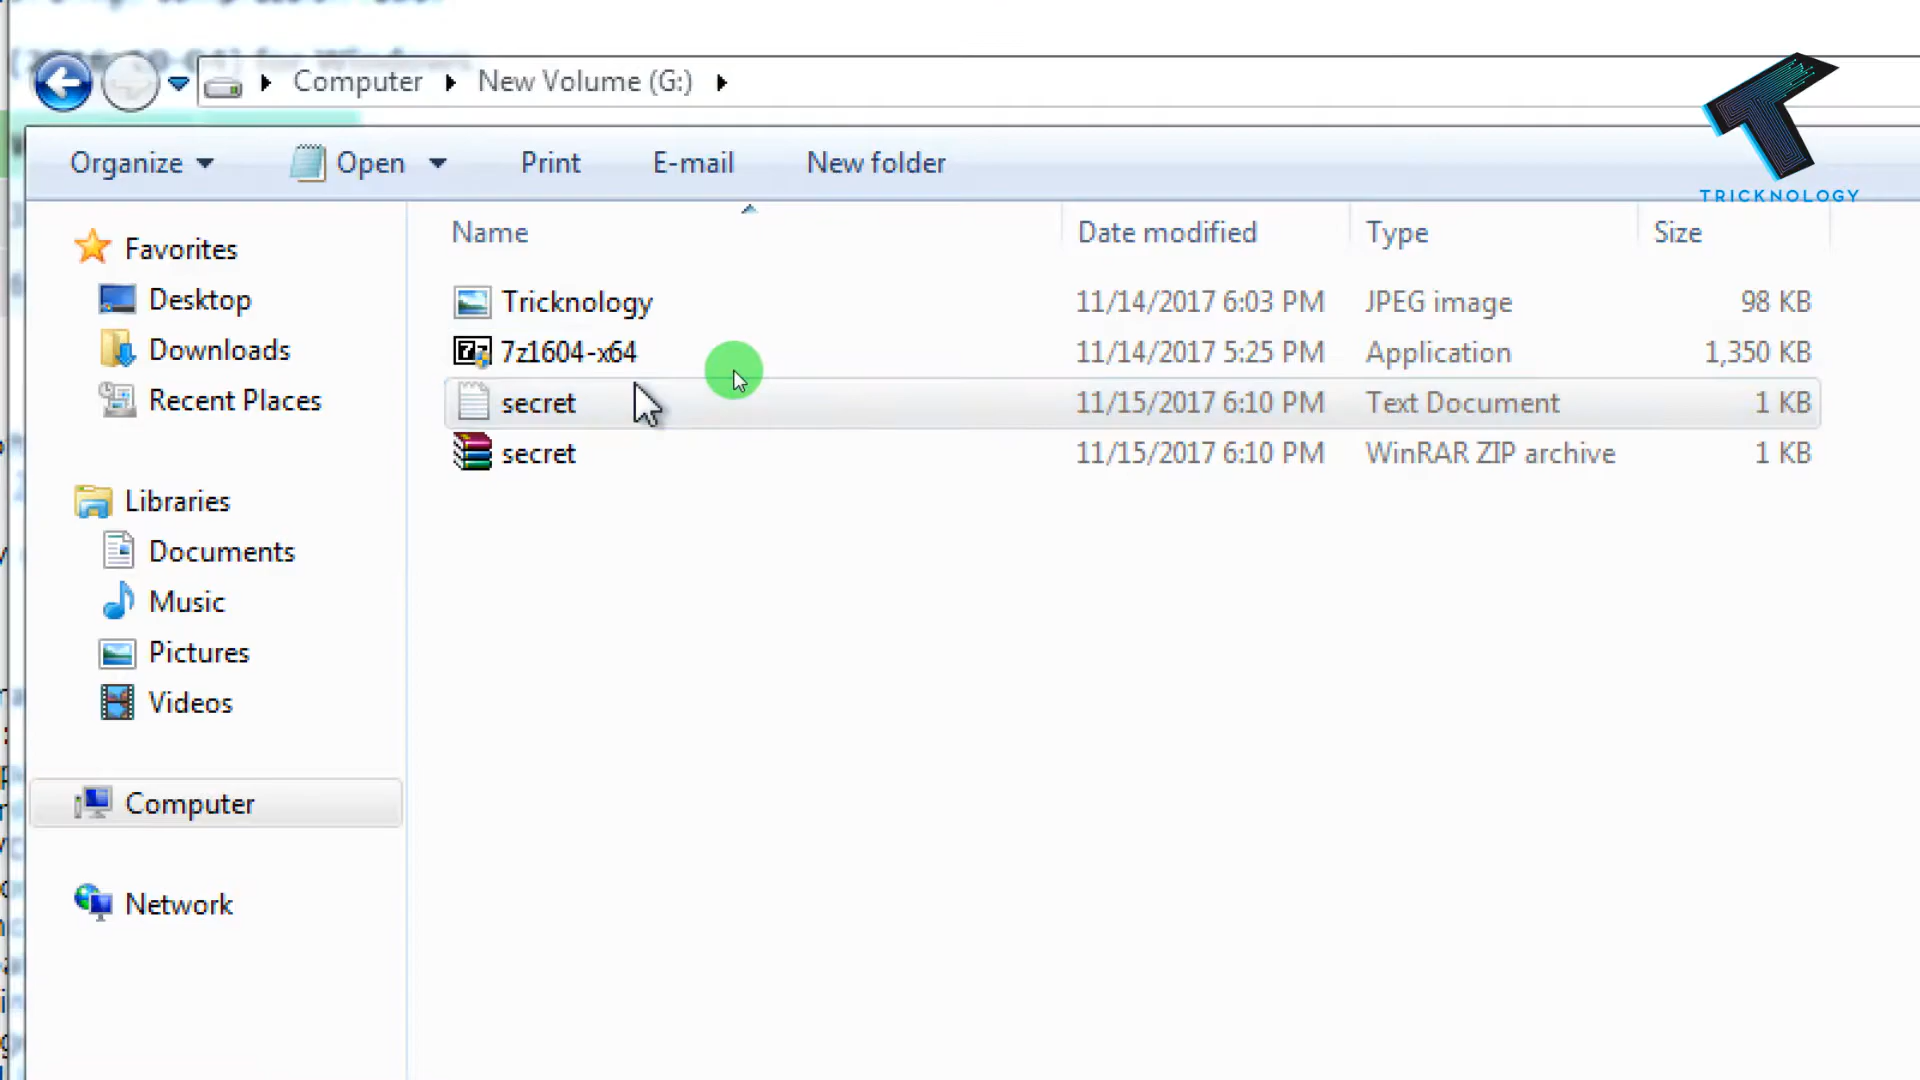 Computer New Volume (G:)
TRICKNOLOGY
Organize Open Print E-mail New folder
Name Date modified Type Size
Favorites
Desktop
Downloads
Recent Places
Libraries
Documents
Music
Pictures
Videos
Computer
Network
Tricknology 11/14/2017 6:03 PM JPEG image 98 KB
7z1604-x64 11/14/2017 5:25 PM Application 1,350 KB
secret 11/15/2017 6:10 PM Text Document 1 KB
secret 11/15/2017 6:10 PM WinRAR ZIP archive 1 KB